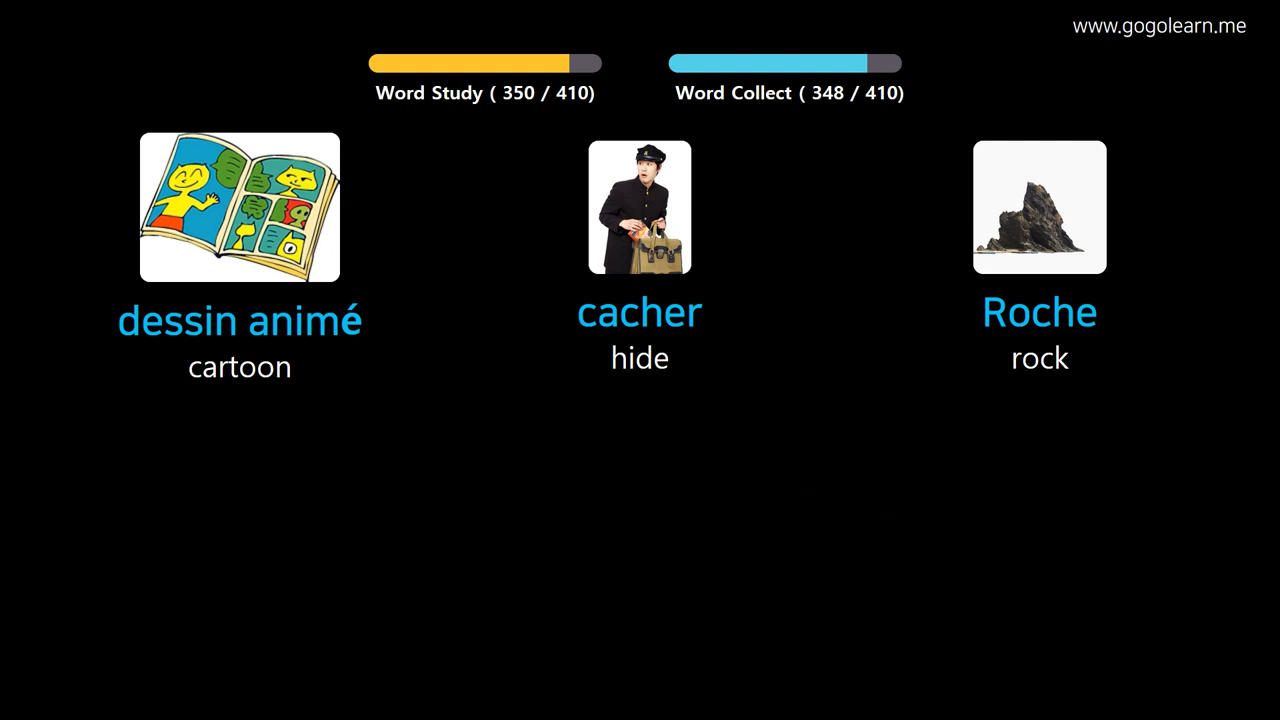 www.gogolearn.me
Word Study ( 350 / 410)
Word Collect ( 348 / 410)
dessin animé
cartoon
cacher
hide
Roche
rock